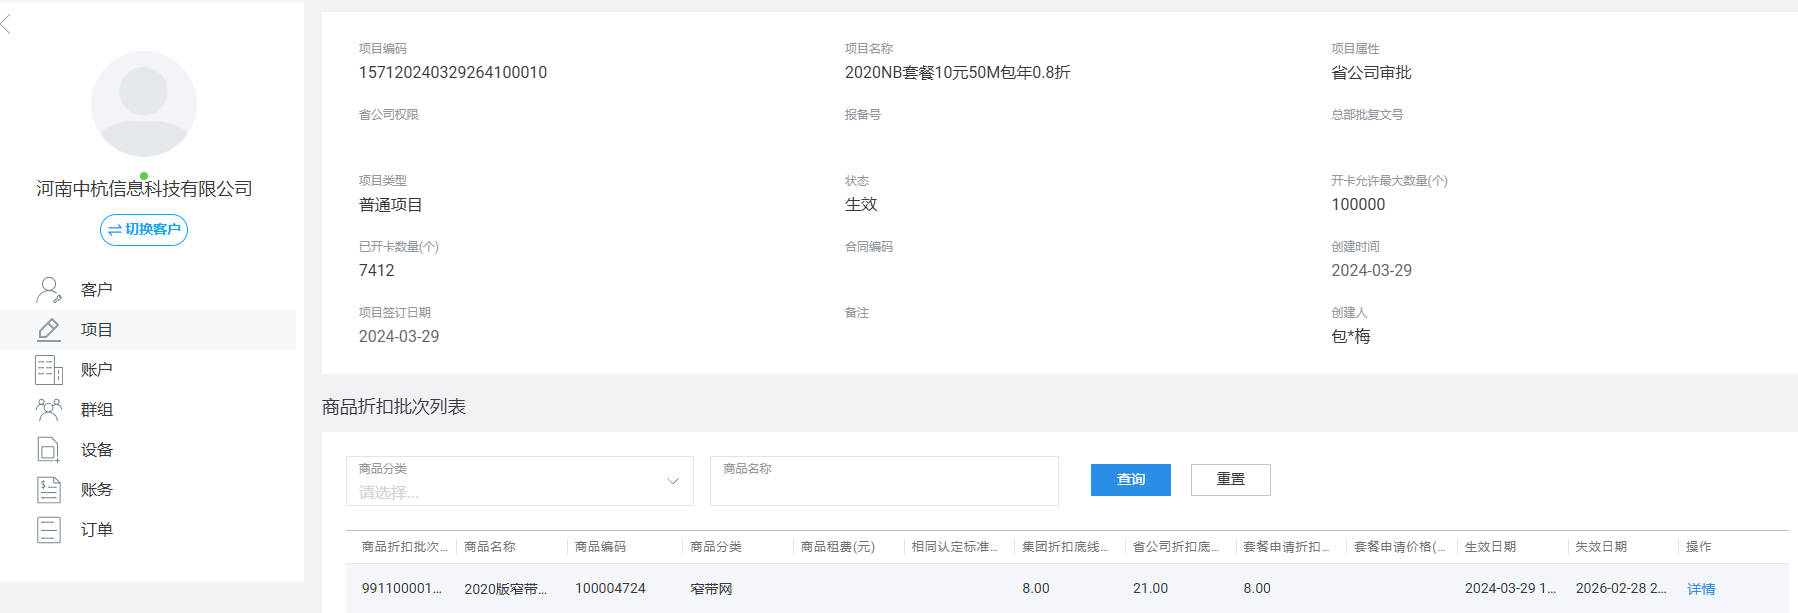 河南中杭信息科技有限公司
切换客户
客户
项目
账户
群组
设备
账务
订单
项目编码 项目名称 项目属性
157120240329264100010 2020NB套餐10元50M包年0.8折 省公司审批
省公司权限 报备号 总部批复文号
项目类型 状态 开卡允许最大数量(个)
普通项目 生效 100000
已开卡数量(个) 合同编码 创建时间
7412 2024-03-29
项目签订日期 备注 创建人
2024-03-29 包*梅
商品折扣批次列表
商品分类 商品名称
请选择... 查询 重置
商品折扣批次... 商品名称 商品编码 商品分类 商品租费(元) 相同认定标准... 集团折扣底线... 省公司折扣底... 套餐申请折扣... 套餐申请价格(... 生效日期 失效日期 操作
991100001... 2020版窄带... 100004724 窄带网 8.00 21.00 8.00 2024-03-29 1... 2026-02-28 2... 详情